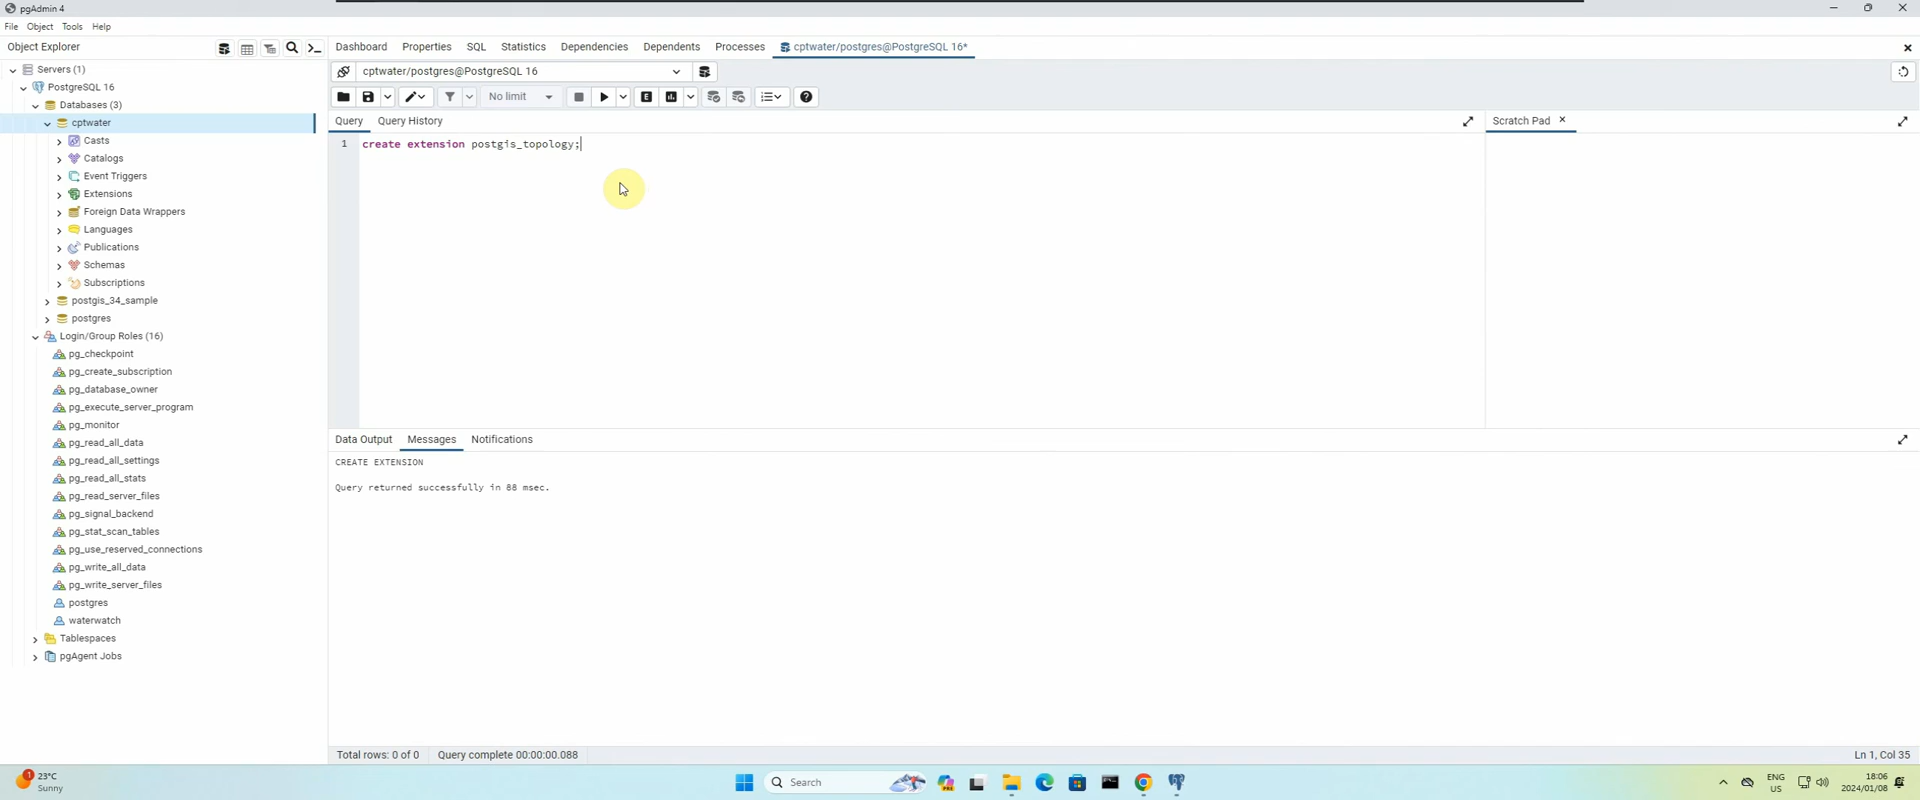 pgAdmin 4
File Object Tools Help
Object Explorer
Dashboard Properties SQL Statistics Dependencies Dependents Processes cptwater/postgres@PostgreSQL 16*
Servers (1)
PostgreSQL 16
Databases (3)
cptwater
Casts
Catalogs
Event Triggers
Extensions
Foreign Data Wrappers
Languages
Publications
Schemas
Subscriptions
postgis_34_sample
postgres
Login/Group Roles (16)
pg_checkpoint
pg_create_subscription
pg_database_owner
pg_execute_server_program
pg_monitor
pg_read_all_data
pg_read_all_settings
pg_read_all_stats
pg_read_server_files
pg_signal_backend
pg_stat_scan_tables
pg_use_reserved_connections
pg_write_all_data
pg_write_server_files
postgres
waterwatch
Tablespaces
pgAgent Jobs
cptwater/postgres@PostgreSQL 16
No limit
E
Query Query History
Scratch Pad
1 create extension postgis_topology;
Data Output Messages Notifications
CREATE EXTENSION
Query returned successfully in 88 msec.
Total rows: 0 of 0 Query complete 00:00:00.088
Ln 1, Col 35
1
23°C
Sunny
Search
PRE
ENG
US
18:06
2024/01/08